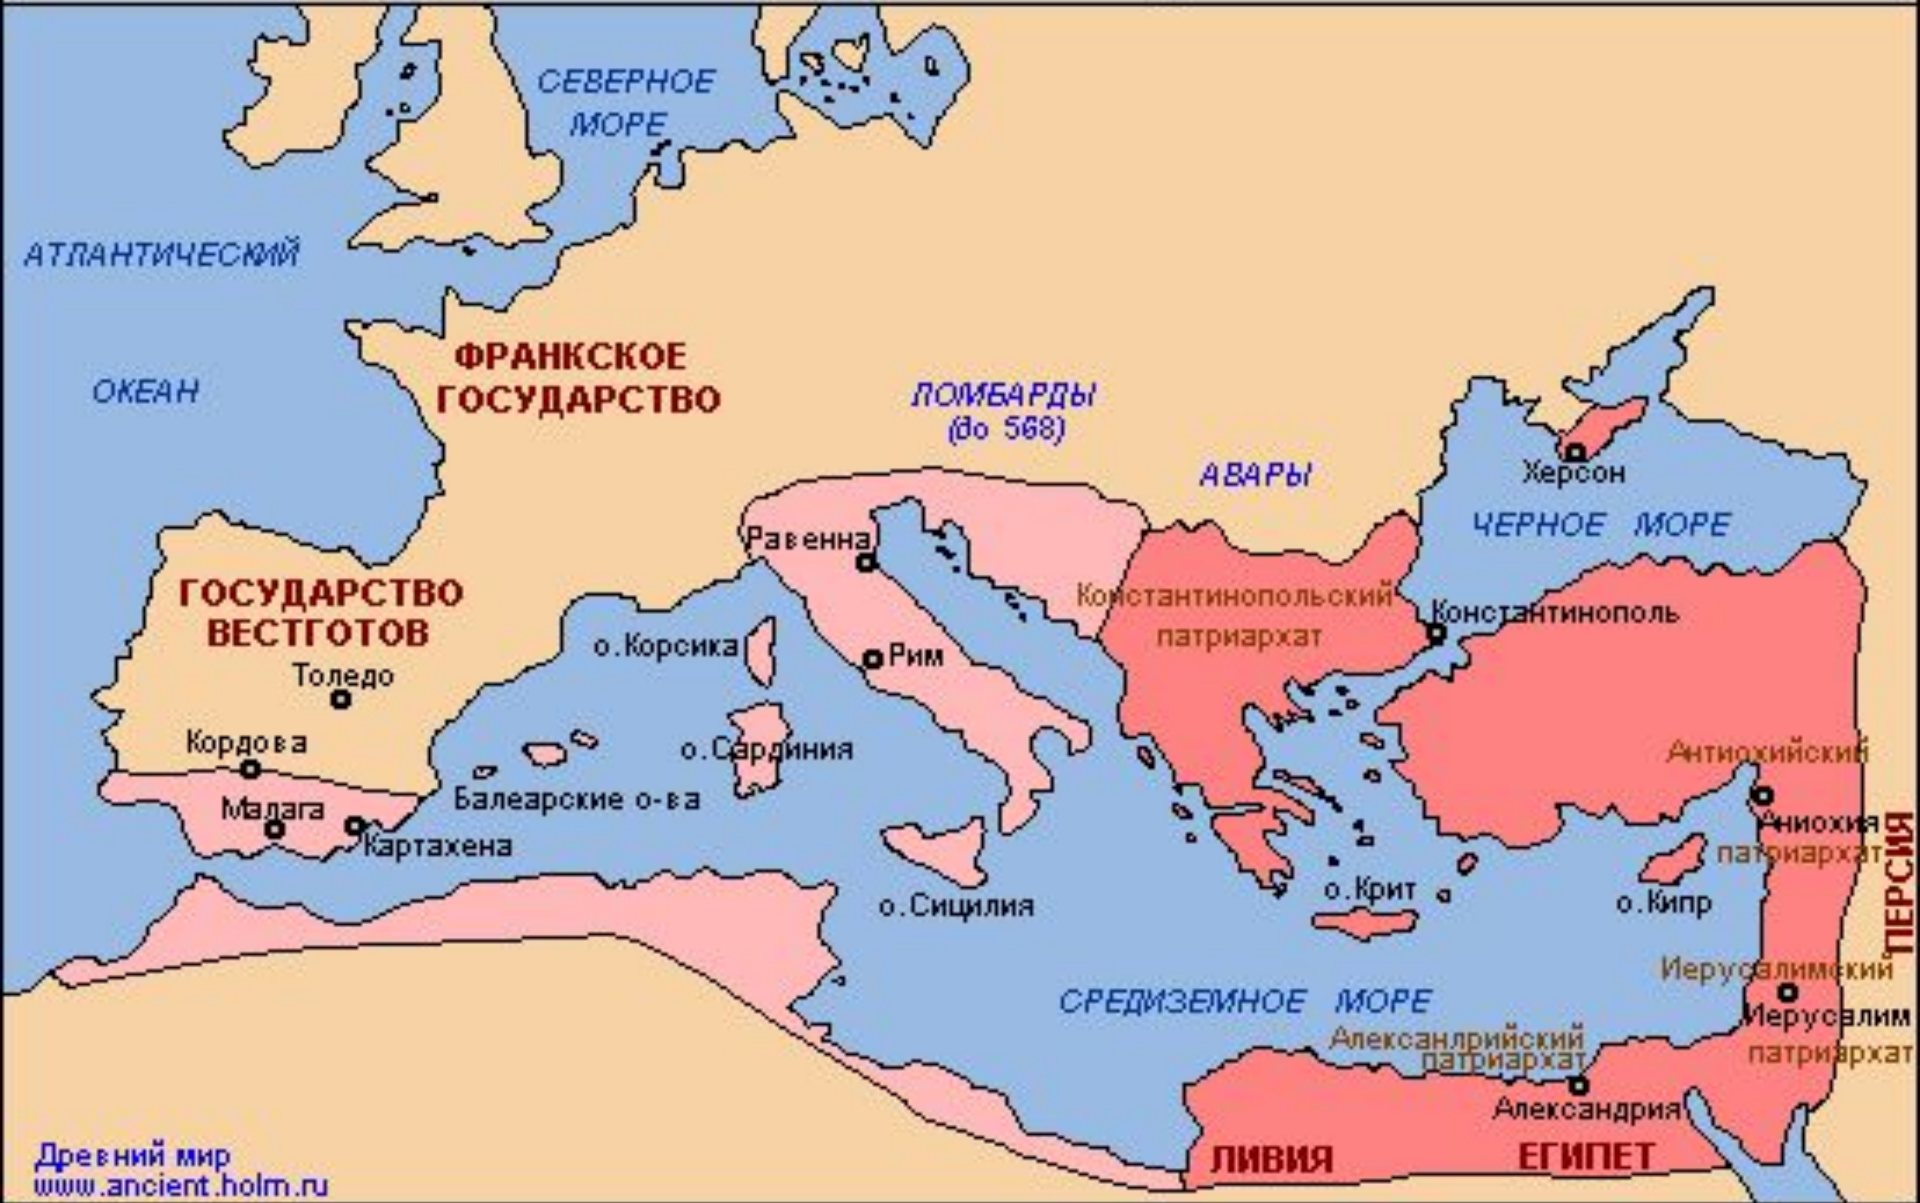 СЕВЕРНОЕ
МОРЕ
АТЛАНТИЧЕСКИЙ
ОКЕАН
ФРАНКСКОЕ
ГОСУДАРСТВО
ЛОМБАРДЫ
(до 568)
АВАРЫ
Херсон
ЧЕРНОЕ МОРЕ
Равенна
ГОСУДАРСТВО
ВЕСТГОТОВ
Константинопольский
патриархат
Константинополь
о.Корсика
Рим
Толедо
Кордова
о.Сардиния
Антиохийский
Балеарские о-ва
Малага
Картахена
Аниохия
патриархат
ПЕРСИЯ
о.Сицилия
о.Крит
о.Кипр
Иерусалимский
СРЕДИЗЕМНОЕ МОРЕ
Иерусалим
патриархат
Александрийский
патриархат
Александрия
ЛИВИЯ
ЕГИПЕТ
Древний мир
www.ancient.holm.ru